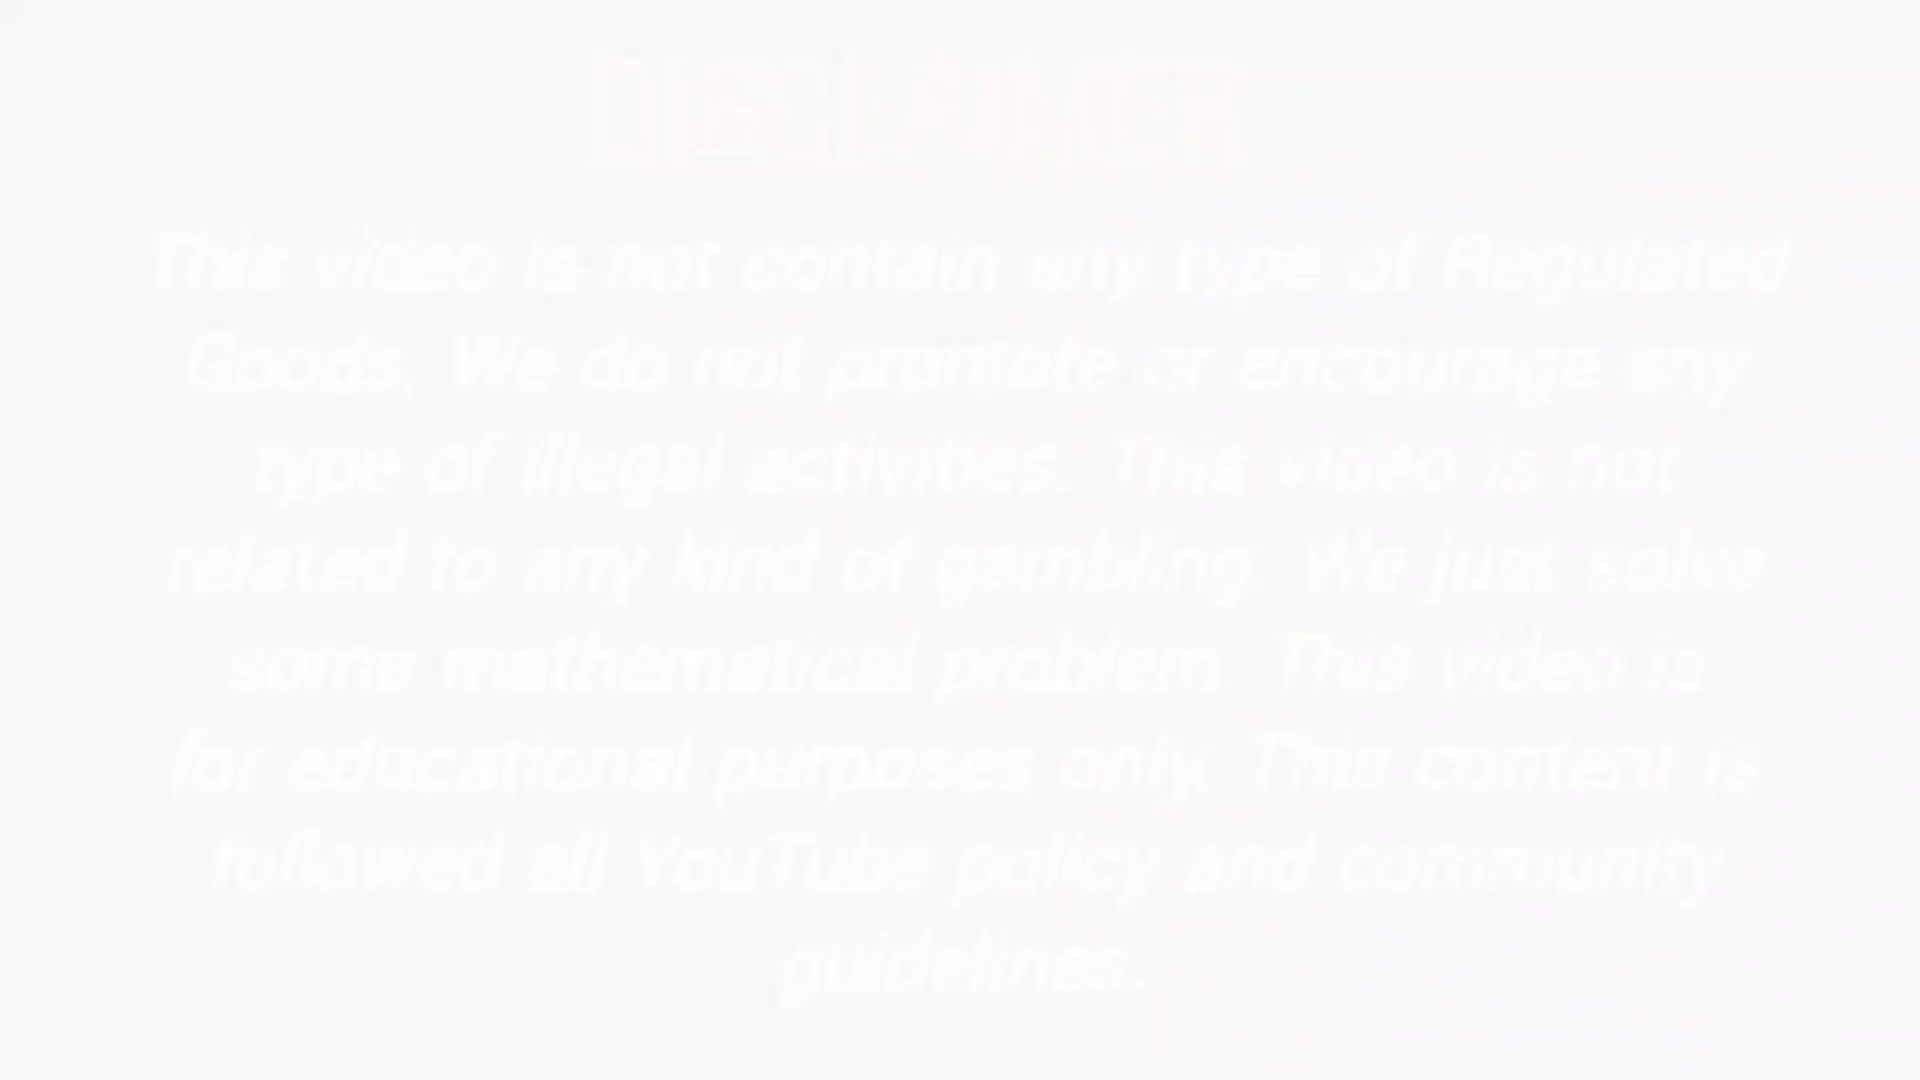 DISCLAIMER
This video is not contain any type of Regulated
Goods. We do not promote or encourage any
type of illegal activities. This video is not
related to any kind of gambling. We just solve
some mathematical problem. This video is
for educational purposes only. This content is
followed all YouTube policy and community
guidelines.